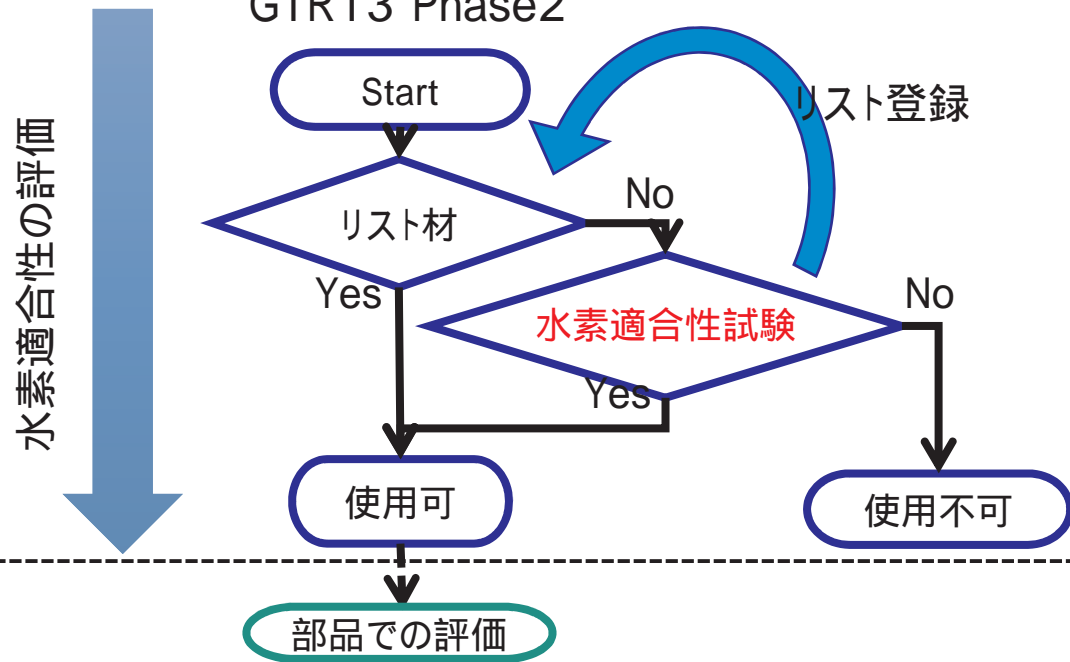 GTR13 Phase2
Start
リスト登録
No
リスト材
Yes
No
水素適合性試験
Yes
使用可
使用不可
部品での評価
水素適合性の評価